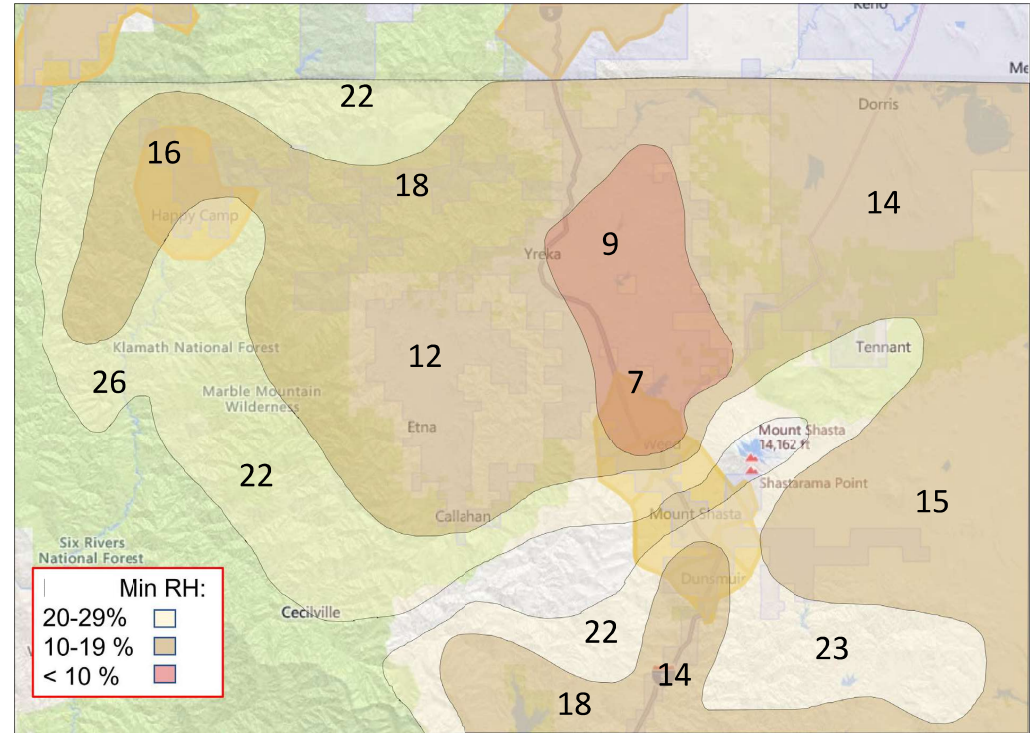 Keno
Me
22
Dorris
16
18
14
Happy Camp
9
Yreka
Klamath National Forest
Tennant
12
26
7
Marble Mountain
Wilderness
Etna
Weed
Mount Shasta
14,162 ft
22
Shastarama Point
15
Callahan
Mount Shasta
Six Rivers
National Forest
Dunsmuir
Min RH:
20-29%
10-19 %
< 10 %
Cecilville
22
23
14
18